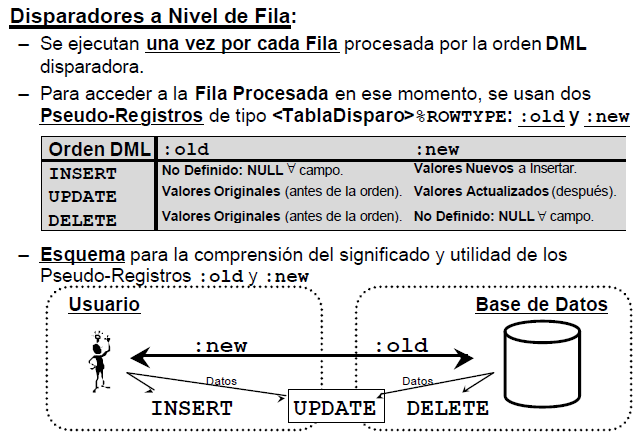 Disparadores a Nivel de Fila:
– Se ejecutan una vez por cada Fila procesada por la orden DML
disparadora.
– Para acceder a la Fila Procesada en ese momento, se usan dos
Pseudo-Registros de tipo <TablaDisparo>%ROWTYPE: :old y :new
Orden DML :old :new
INSERT No Definido: NULL ∀ campo. Valores Nuevos a Insertar.
UPDATE Valores Originales (antes de la orden). Valores Actualizados (después).
DELETE Valores Originales (antes de la orden). No Definido: NULL ∀ campo.
– Esquema para la comprensión del significado y utilidad de los
Pseudo-Registros :old y :new
Usuario Base de Datos
:new :old
Datos Datos
INSERT UPDATE DELETE